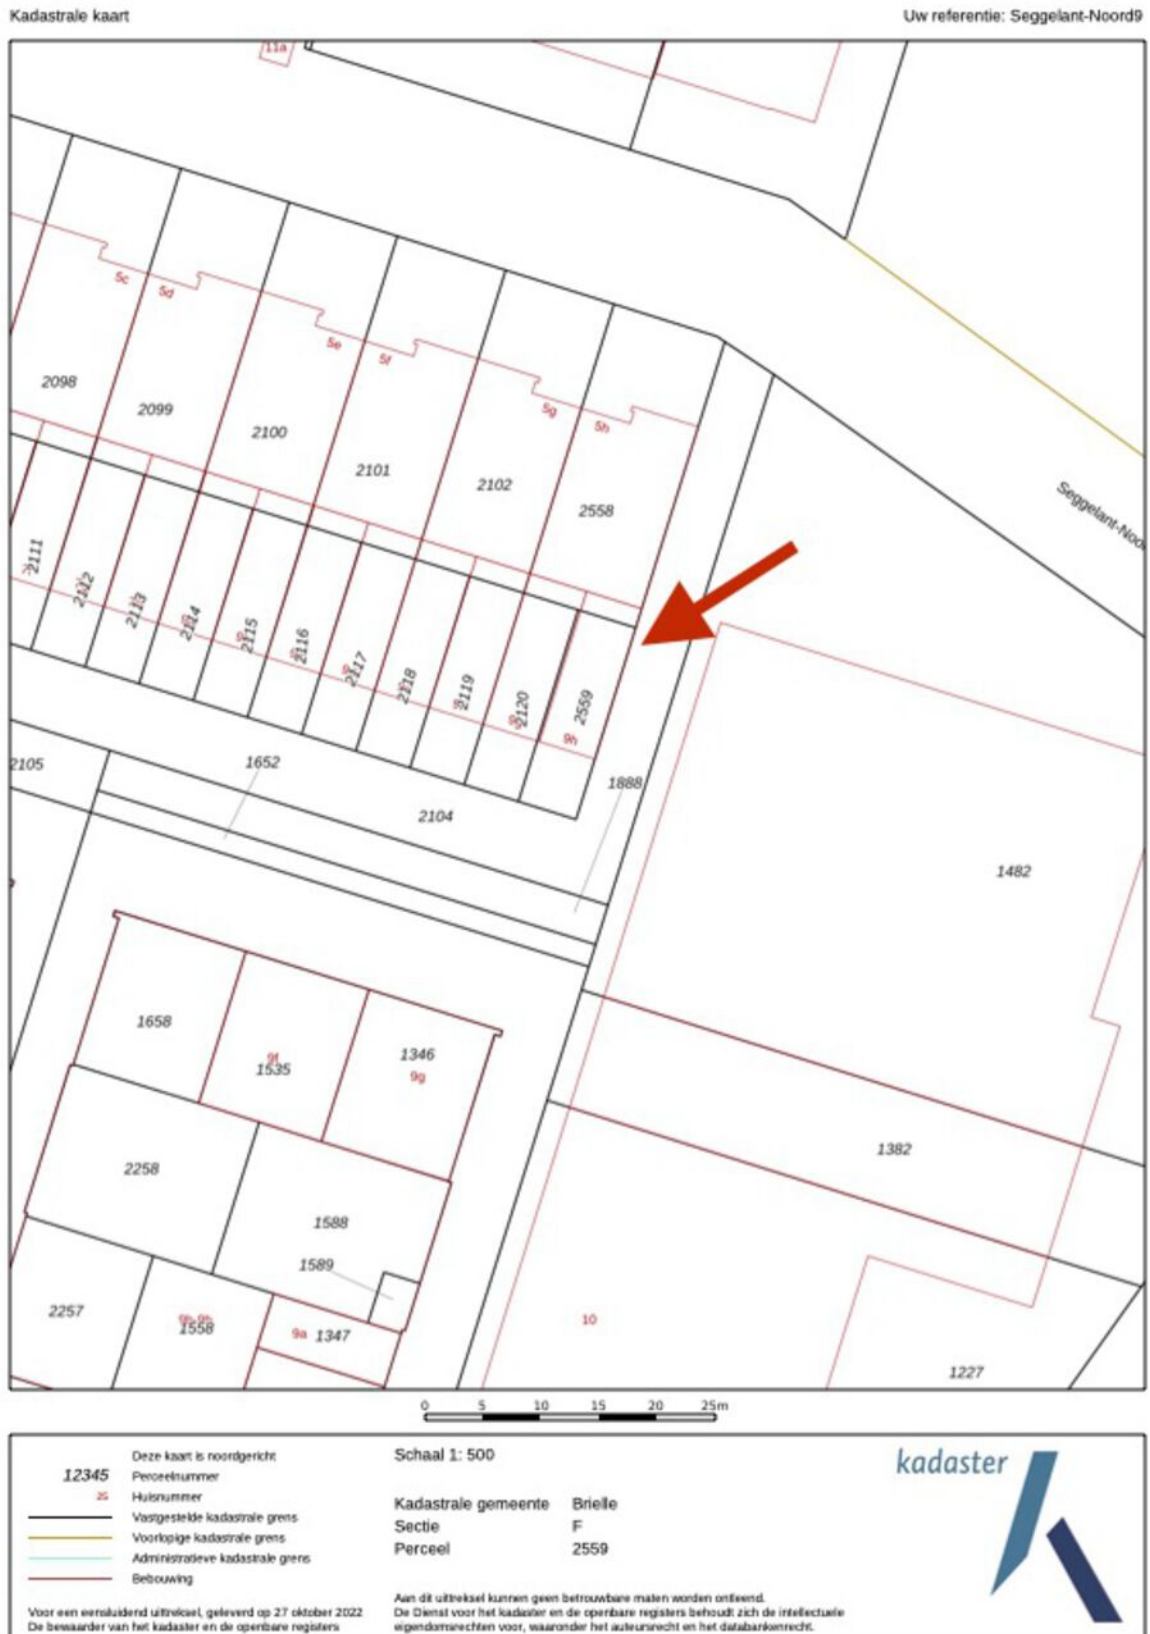 Kadastrale kaart
Uw referentie: Seggelant-Noord9
11a
5c
5d
5e
5f
5g
5h
2098
2099
2100
2101
2102
2558
Seggelant-Noo
2111
2112
2113
2114
2115
2116
2117
2118
2119
2120
2559
9h
2105
1652
1888
2104
1482
1658
9f
1535
1346
9g
1382
2258
1588
1589
2257
1558
9a
1347
10
1227
0 5 10 15 20 25m
Deze kaart is noordgericht
12345 Perceelnummer
25 Huisnummer
Vastgestelde kadastrale grens
Voorlopige kadastrale grens
Administratieve kadastrale grens
Bebouwing
Voor een eensluidend uittreksel, geleverd op 27 oktober 2022
De bewaarder van het kadaster en de openbare registers
Schaal 1: 500
Kadastrale gemeente Brielle
Sectie F
Perceel 2559
Aan dit uittreksel kunnen geen betrouwbare maten worden ontleend.
De Dienst voor het kadaster en de openbare registers behoudt zich de intellectuele
eigendomsrechten voor, waaronder het auteursrecht en het databankenrecht.
kadaster